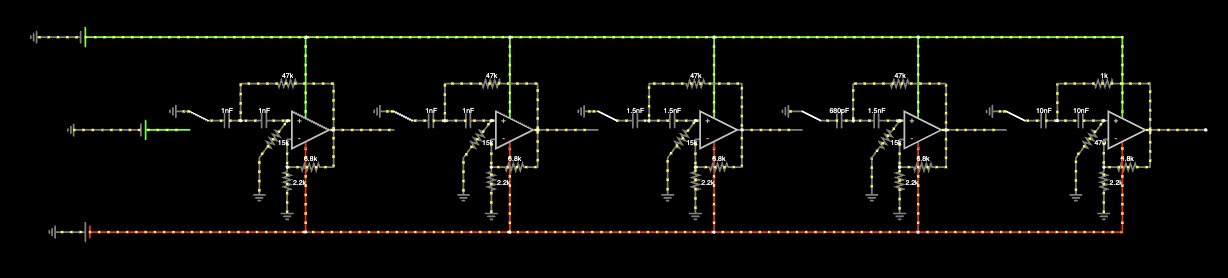 47k 47k 47k 47k 1k
1nF 1nF 1nF 1nF 1.5nF 1.5nF 680pF 1.5nF 10nF 10nF
+ + + + +
- - - - -
15k 15k 15k 15k 470
6.8k 6.8k 6.8k 6.8k 6.8k
2.2k 2.2k 2.2k 2.2k 2.2k